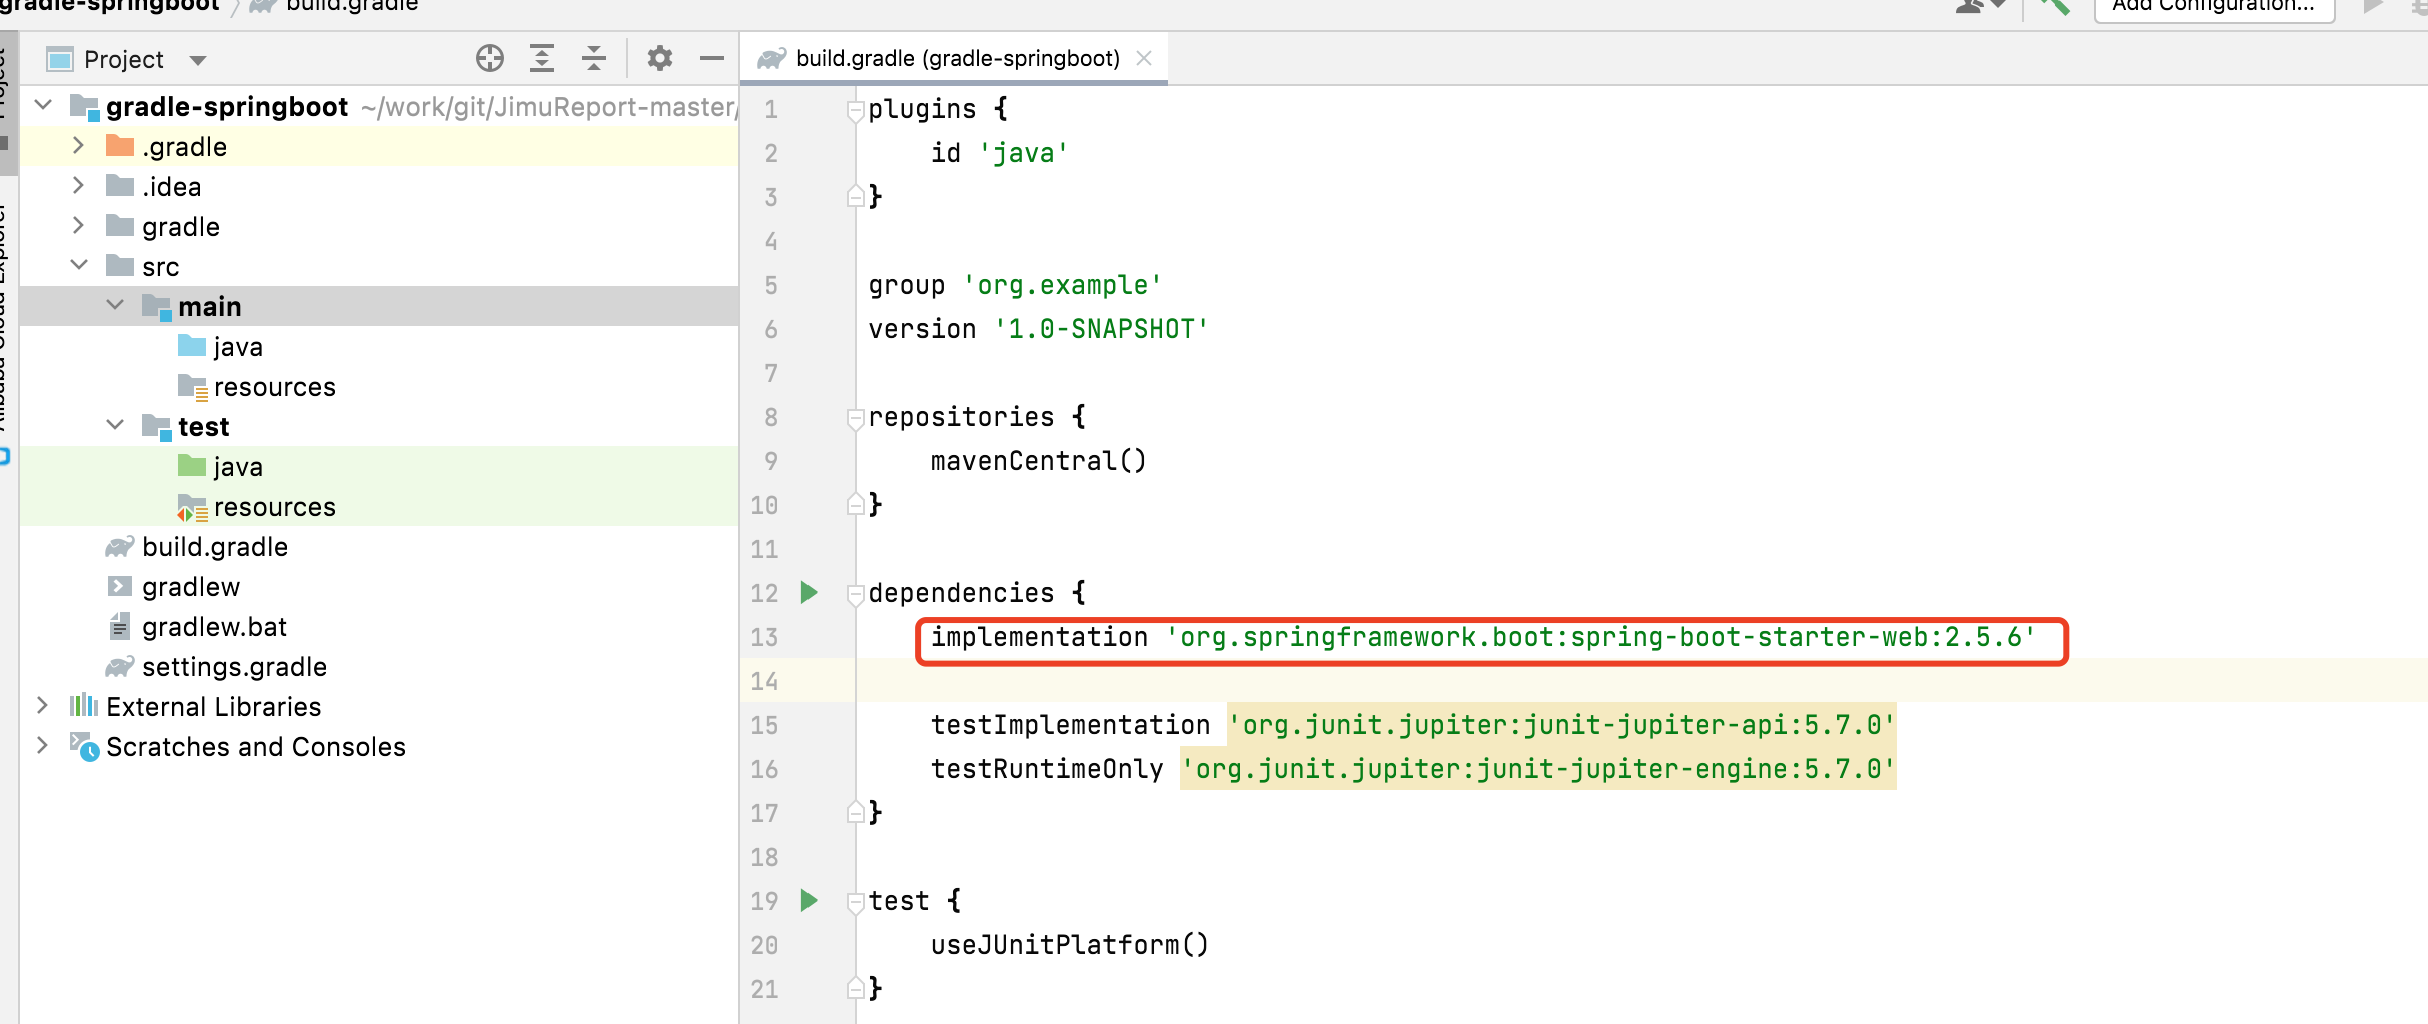 gradle-springboot build.gradle
Add Configuration...
Project
build.gradle (gradle-springboot)
gradle-springboot ~/work/git/JimuReport-master/
.gradle
.idea
gradle
src
main
java
resources
test
java
resources
build.gradle
gradlew
gradlew.bat
settings.gradle
External Libraries
Scratches and Consoles
Project
Alibaba Cloud Explorer
1 plugins {
2 id 'java'
3 }
4
5 group 'org.example'
6 version '1.0-SNAPSHOT'
7
8 repositories {
9 mavenCentral()
10 }
11
12 dependencies {
13 implementation 'org.springframework.boot:spring-boot-starter-web:2.5.6'
14
15 testImplementation 'org.junit.jupiter:junit-jupiter-api:5.7.0'
16 testRuntimeOnly 'org.junit.jupiter:junit-jupiter-engine:5.7.0'
17 }
18
19 test {
20 useJUnitPlatform()
21 }